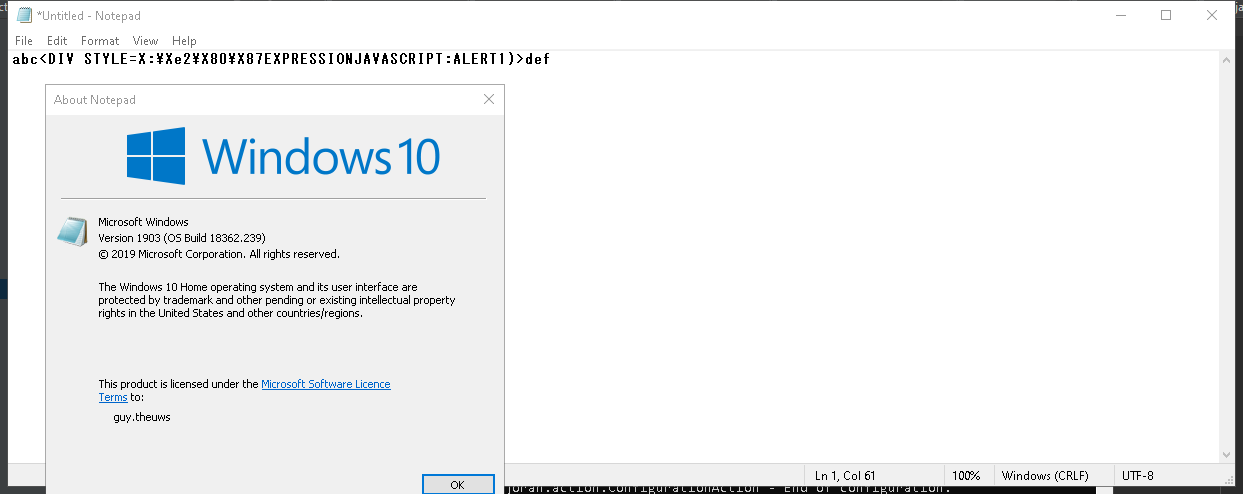 *Untitled - Notepad
File Edit Format View Help
abc<DIV STYLE=X:¥Xe2¥X80¥X87EXPRESSIONJAVASCRIPT:ALERT1)>def
About Notepad
Windows 10
Microsoft Windows
Version 1903 (OS Build 18362.239)
© 2019 Microsoft Corporation. All rights reserved.
The Windows 10 Home operating system and its user interface are
protected by trademark and other pending or existing intellectual property
rights in the United States and other countries/regions.
This product is licensed under the Microsoft Software Licence
Terms to:
guy.theuws
OK
Ln 1, Col 61 100% Windows (CRLF) UTF-8
joran.action.ConfigurationAction - End of configuration.